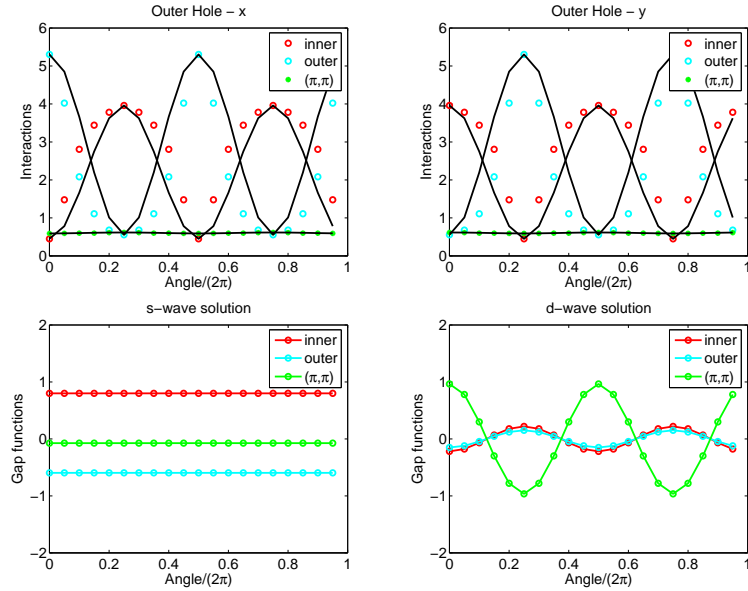 Outer Hole − x
Interactions
6
5
4
3
2
1
0
inner
outer
(π,π)
0
0.2
0.4
0.6
0.8
1
Angle/(2π)
Outer Hole − y
Interactions
6
5
4
3
2
1
0
inner
outer
(π,π)
0
0.2
0.4
0.6
0.8
1
Angle/(2π)
s−wave solution
Gap functions
2
1
0
−1
−2
inner
outer
(π,π)
0
0.2
0.4
0.6
0.8
1
Angle/(2π)
d−wave solution
Gap functions
2
1
0
−1
−2
inner
outer
(π,π)
0
0.2
0.4
0.6
0.8
1
Angle/(2π)